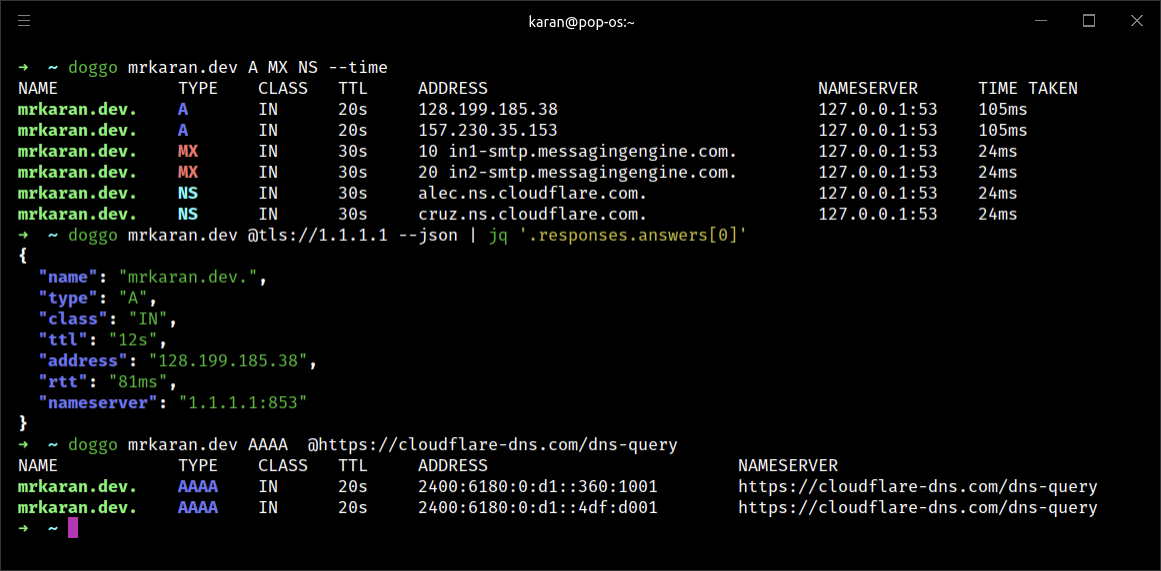 karan@pop-os:~
➜  ~ doggo mrkaran.dev A MX NS --time
NAME            TYPE    CLASS   TTL     ADDRESS                                 NAMESERVER      TIME TAKEN
mrkaran.dev.    A       IN      20s     128.199.185.38                          127.0.0.1:53    105ms
mrkaran.dev.    A       IN      20s     157.230.35.153                          127.0.0.1:53    105ms
mrkaran.dev.    MX      IN      30s     10 in1-smtp.messagingengine.com.        127.0.0.1:53    24ms
mrkaran.dev.    MX      IN      30s     20 in2-smtp.messagingengine.com.        127.0.0.1:53    24ms
mrkaran.dev.    NS      IN      30s     alec.ns.cloudflare.com.                 127.0.0.1:53    24ms
mrkaran.dev.    NS      IN      30s     cruz.ns.cloudflare.com.                 127.0.0.1:53    24ms
➜  ~ doggo mrkaran.dev @tls://1.1.1.1 --json | jq '.responses.answers[0]'
{
  "name": "mrkaran.dev.",
  "type": "A",
  "class": "IN",
  "ttl": "12s",
  "address": "128.199.185.38",
  "rtt": "81ms",
  "nameserver": "1.1.1.1:853"
}
➜  ~ doggo mrkaran.dev AAAA  @https://cloudflare-dns.com/dns-query
NAME            TYPE    CLASS   TTL     ADDRESS                         NAMESERVER
mrkaran.dev.    AAAA    IN      20s     2400:6180:0:d1::360:1001        https://cloudflare-dns.com/dns-query
mrkaran.dev.    AAAA    IN      20s     2400:6180:0:d1::4df:d001        https://cloudflare-dns.com/dns-query
➜  ~